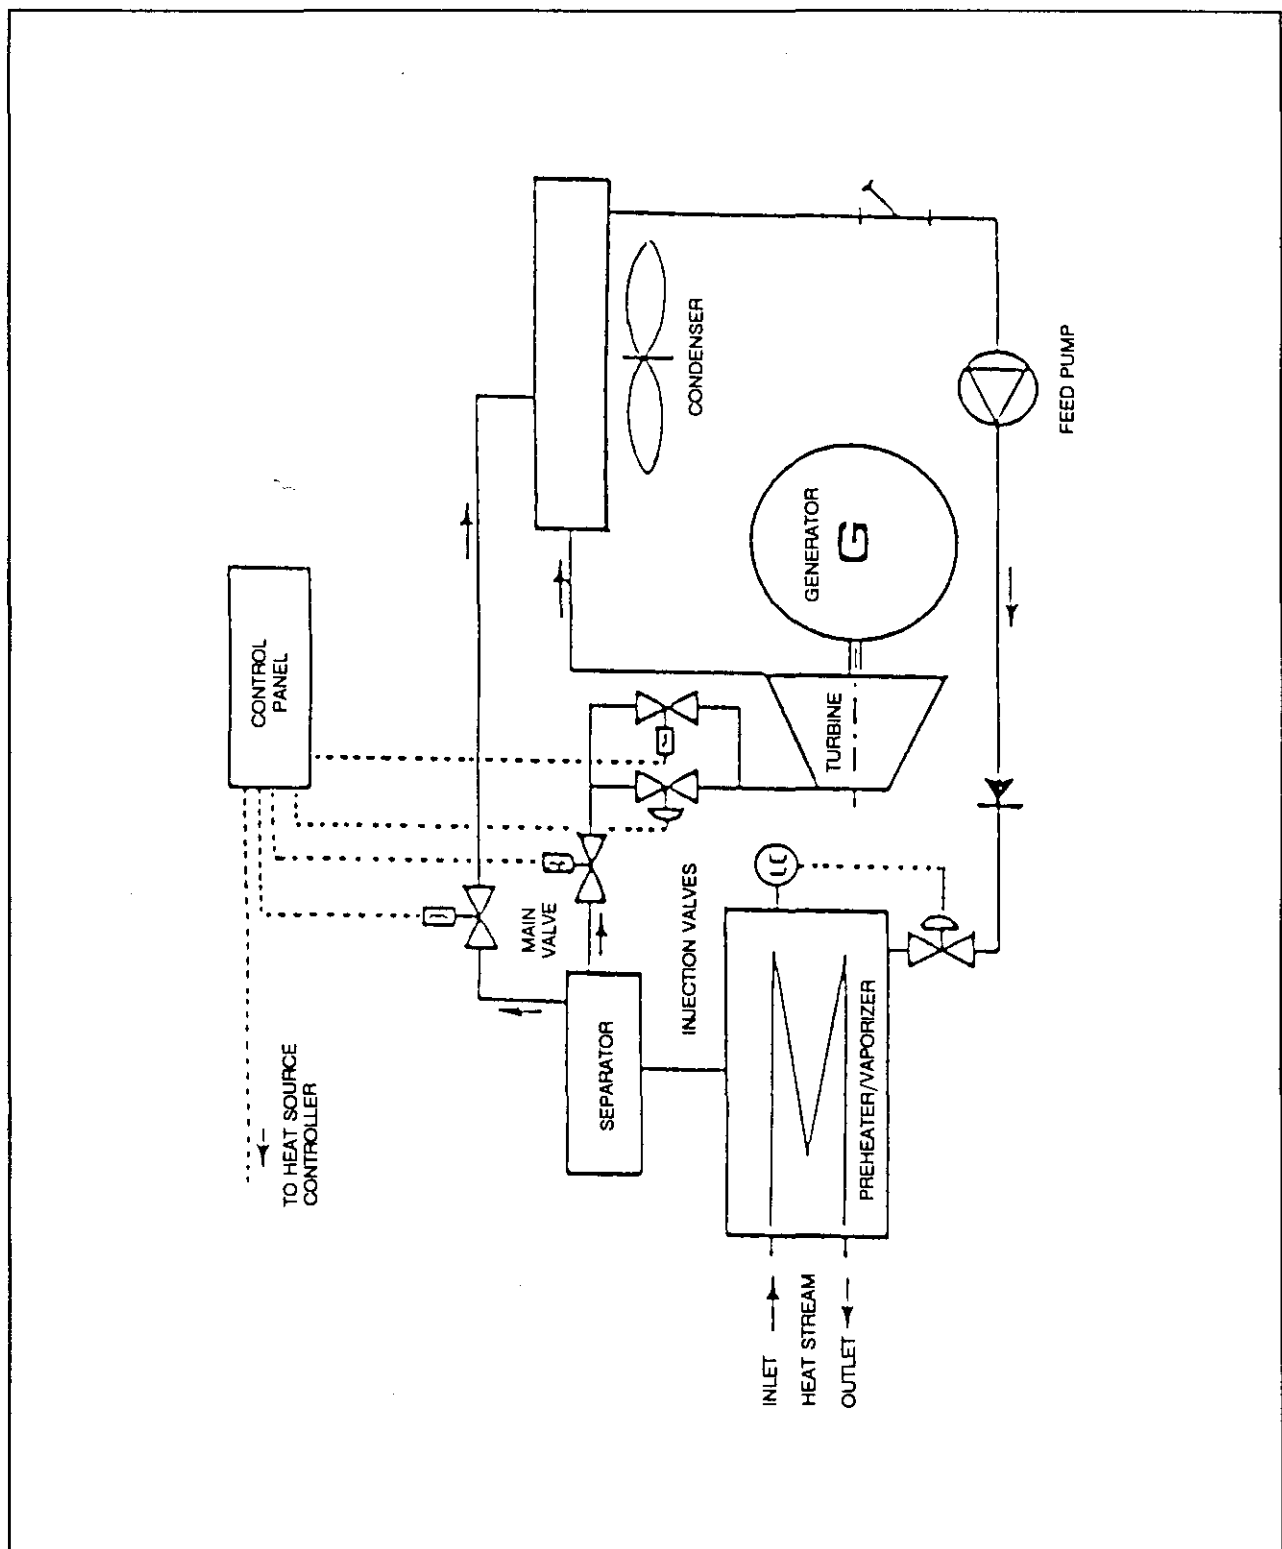 TO HEAT SOURCE
CONTROLLER
CONTROL
PANEL
MAIN
VALVE
SEPARATOR
INJECTION VALVES
CONDENSER
TURBINE
GENERATOR
G
INLET
HEAT STREAM
OUTLET
PREHEATER/VAPORIZER
LC
FEED PUMP